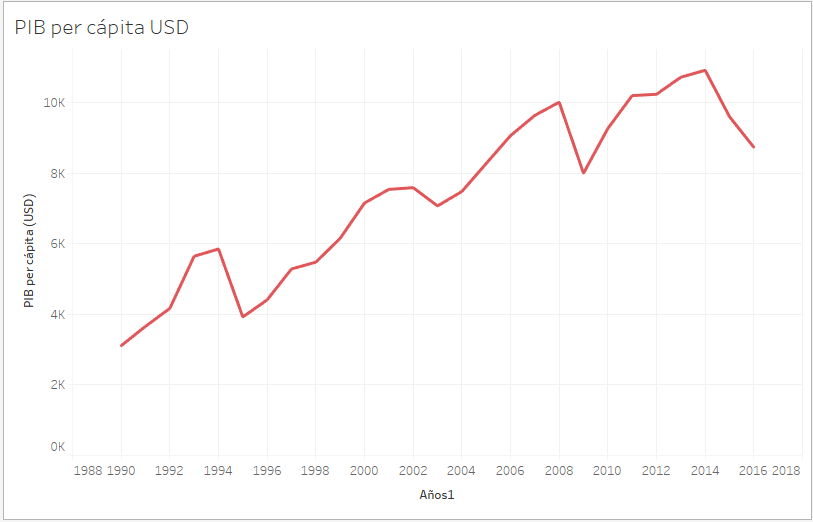 PIB per cápita USD
10K
8K
6K
4K
2K
0K
PIB per cápita (USD)
1988 1990 1992 1994 1996 1998 2000 2002 2004 2006 2008 2010 2012 2014 2016 2018
Años1